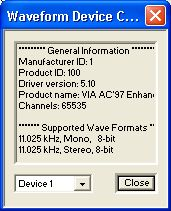 Waveform Device C...
******** General Information ********
Manufacturer ID: 1
Product ID: 100
Driver version: 5.10
Product name: VIA AC'97 Enhan
Channels: 65535
******** Supported Wave Formats **
11.025 kHz, Mono, 8-bit
11.025 kHz, Stereo, 8-bit
Device 1
Close